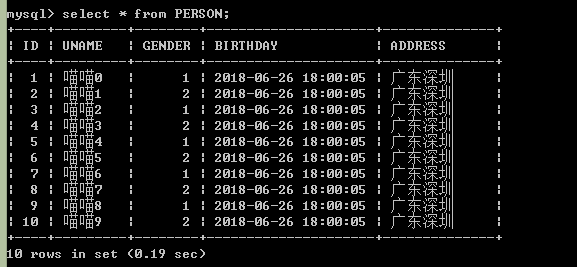 mysql> select * from PERSON;
+----+-------+--------+---------------------+----------+
| ID | UNAME | GENDER | BIRTHDAY | ADDRESS |
+----+-------+--------+---------------------+----------+
| 1 | 喵喵0 | 1 | 2018-06-26 18:00:05 | 广东深圳 |
| 2 | 喵喵1 | 2 | 2018-06-26 18:00:05 | 广东深圳 |
| 3 | 喵喵2 | 1 | 2018-06-26 18:00:05 | 广东深圳 |
| 4 | 喵喵3 | 2 | 2018-06-26 18:00:05 | 广东深圳 |
| 5 | 喵喵4 | 1 | 2018-06-26 18:00:05 | 广东深圳 |
| 6 | 喵喵5 | 2 | 2018-06-26 18:00:05 | 广东深圳 |
| 7 | 喵喵6 | 1 | 2018-06-26 18:00:05 | 广东深圳 |
| 8 | 喵喵7 | 2 | 2018-06-26 18:00:05 | 广东深圳 |
| 9 | 喵喵8 | 1 | 2018-06-26 18:00:05 | 广东深圳 |
| 10 | 喵喵9 | 2 | 2018-06-26 18:00:05 | 广东深圳 |
+----+-------+--------+---------------------+----------+
10 rows in set (0.19 sec)